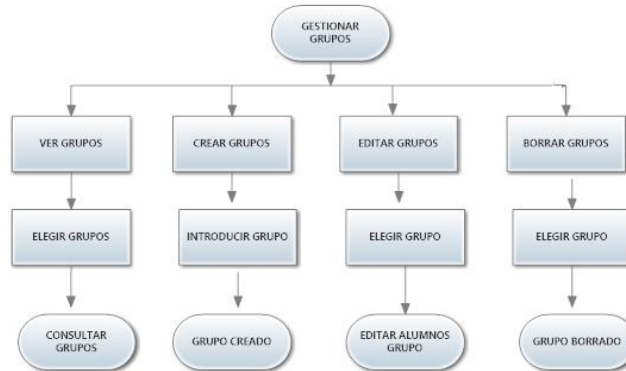 GESTIONAR
GRUPOS
VER GRUPOS
CREAR GRUPOS
EDITAR GRUPOS
BORRAR GRUPOS
ELEGIR GRUPOS
INTRODUCIR GRUPO
ELEGIR GRUPO
ELEGIR GRUPO
CONSULTAR
GRUPOS
GRUPO CREADO
EDITAR ALUMNOS
GRUPO
GRUPO BORRADO